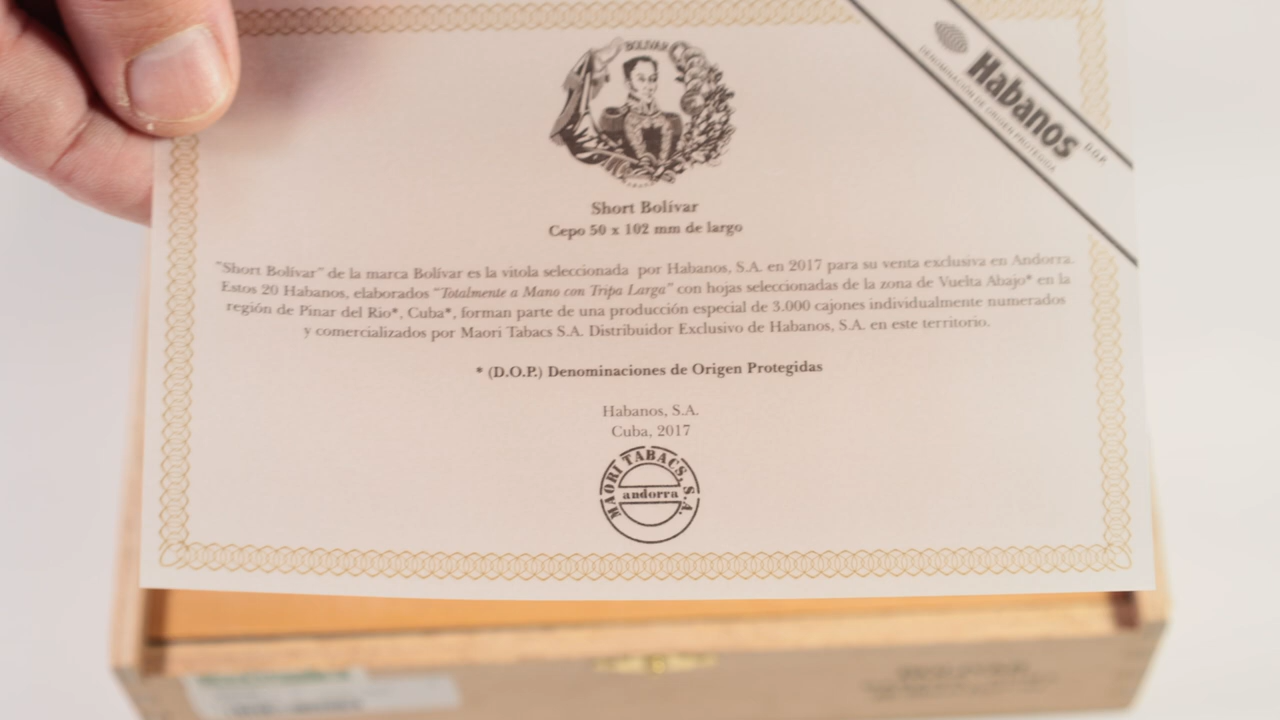 BOLIVAR
Habanos
DENOMINACIÓN DE ORIGEN PROTEGIDA
D.O.P.
Short Bolívar
Cepo 50 x 102 mm de largo
"Short Bolívar" de la marca Bolívar es la vitola seleccionada por Habanos, S.A. en 2017 para su venta exclusiva en Andorra.
Estos 20 Habanos, elaborados "Totalmente a Mano con Tripa Larga" con hojas seleccionadas de la zona de Vuelta Abajo* en la
región de Pinar del Rio*, Cuba*, forman parte de una producción especial de 3.000 cajones individualmente numerados
y comercializados por Maori Tabacs S.A. Distribuidor Exclusivo de Habanos, S.A. en este territorio.
* (D.O.P.) Denominaciones de Origen Protegidas
Habanos, S.A.
Cuba, 2017
MAORI TABACS, S.A.
andorra